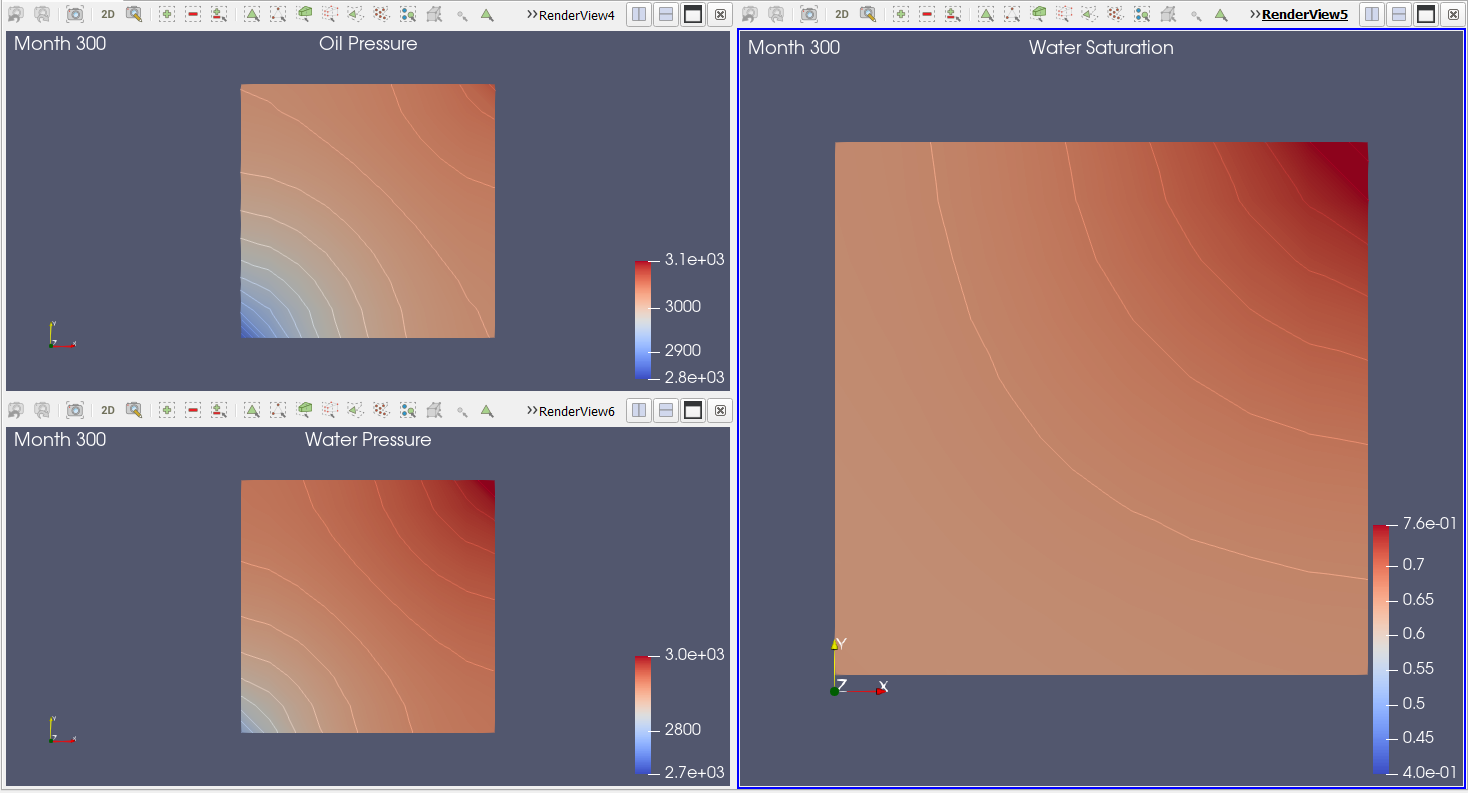 2D
>>RenderView4
Month 300
Oil Pressure
3.1e+03
3000
2900
2.8e+03
Y
Z
x
2D
>>RenderView6
Month 300
Water Pressure
3.0e+03
2800
2.7e+03
Y
Z
x
2D
>>RenderView5
Month 300
Water Saturation
7.6e-01
0.7
0.65
0.6
0.55
0.5
0.45
4.0e-01
Y
Z
X